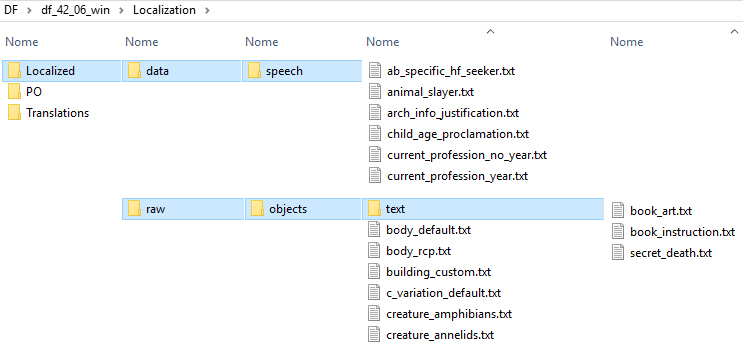 DF > df_42_06_win > Localization >
Nome Nome Nome Nome Nome
Localized data speech ab_specific_hf_seeker.txt
PO animal_slayer.txt
Translations arch_info_justification.txt
child_age_proclamation.txt
current_profession_no_year.txt
current_profession_year.txt
raw objects text book_art.txt
body_default.txt book_instruction.txt
body_rcp.txt secret_death.txt
building_custom.txt
c_variation_default.txt
creature_amphibians.txt
creature_annelids.txt